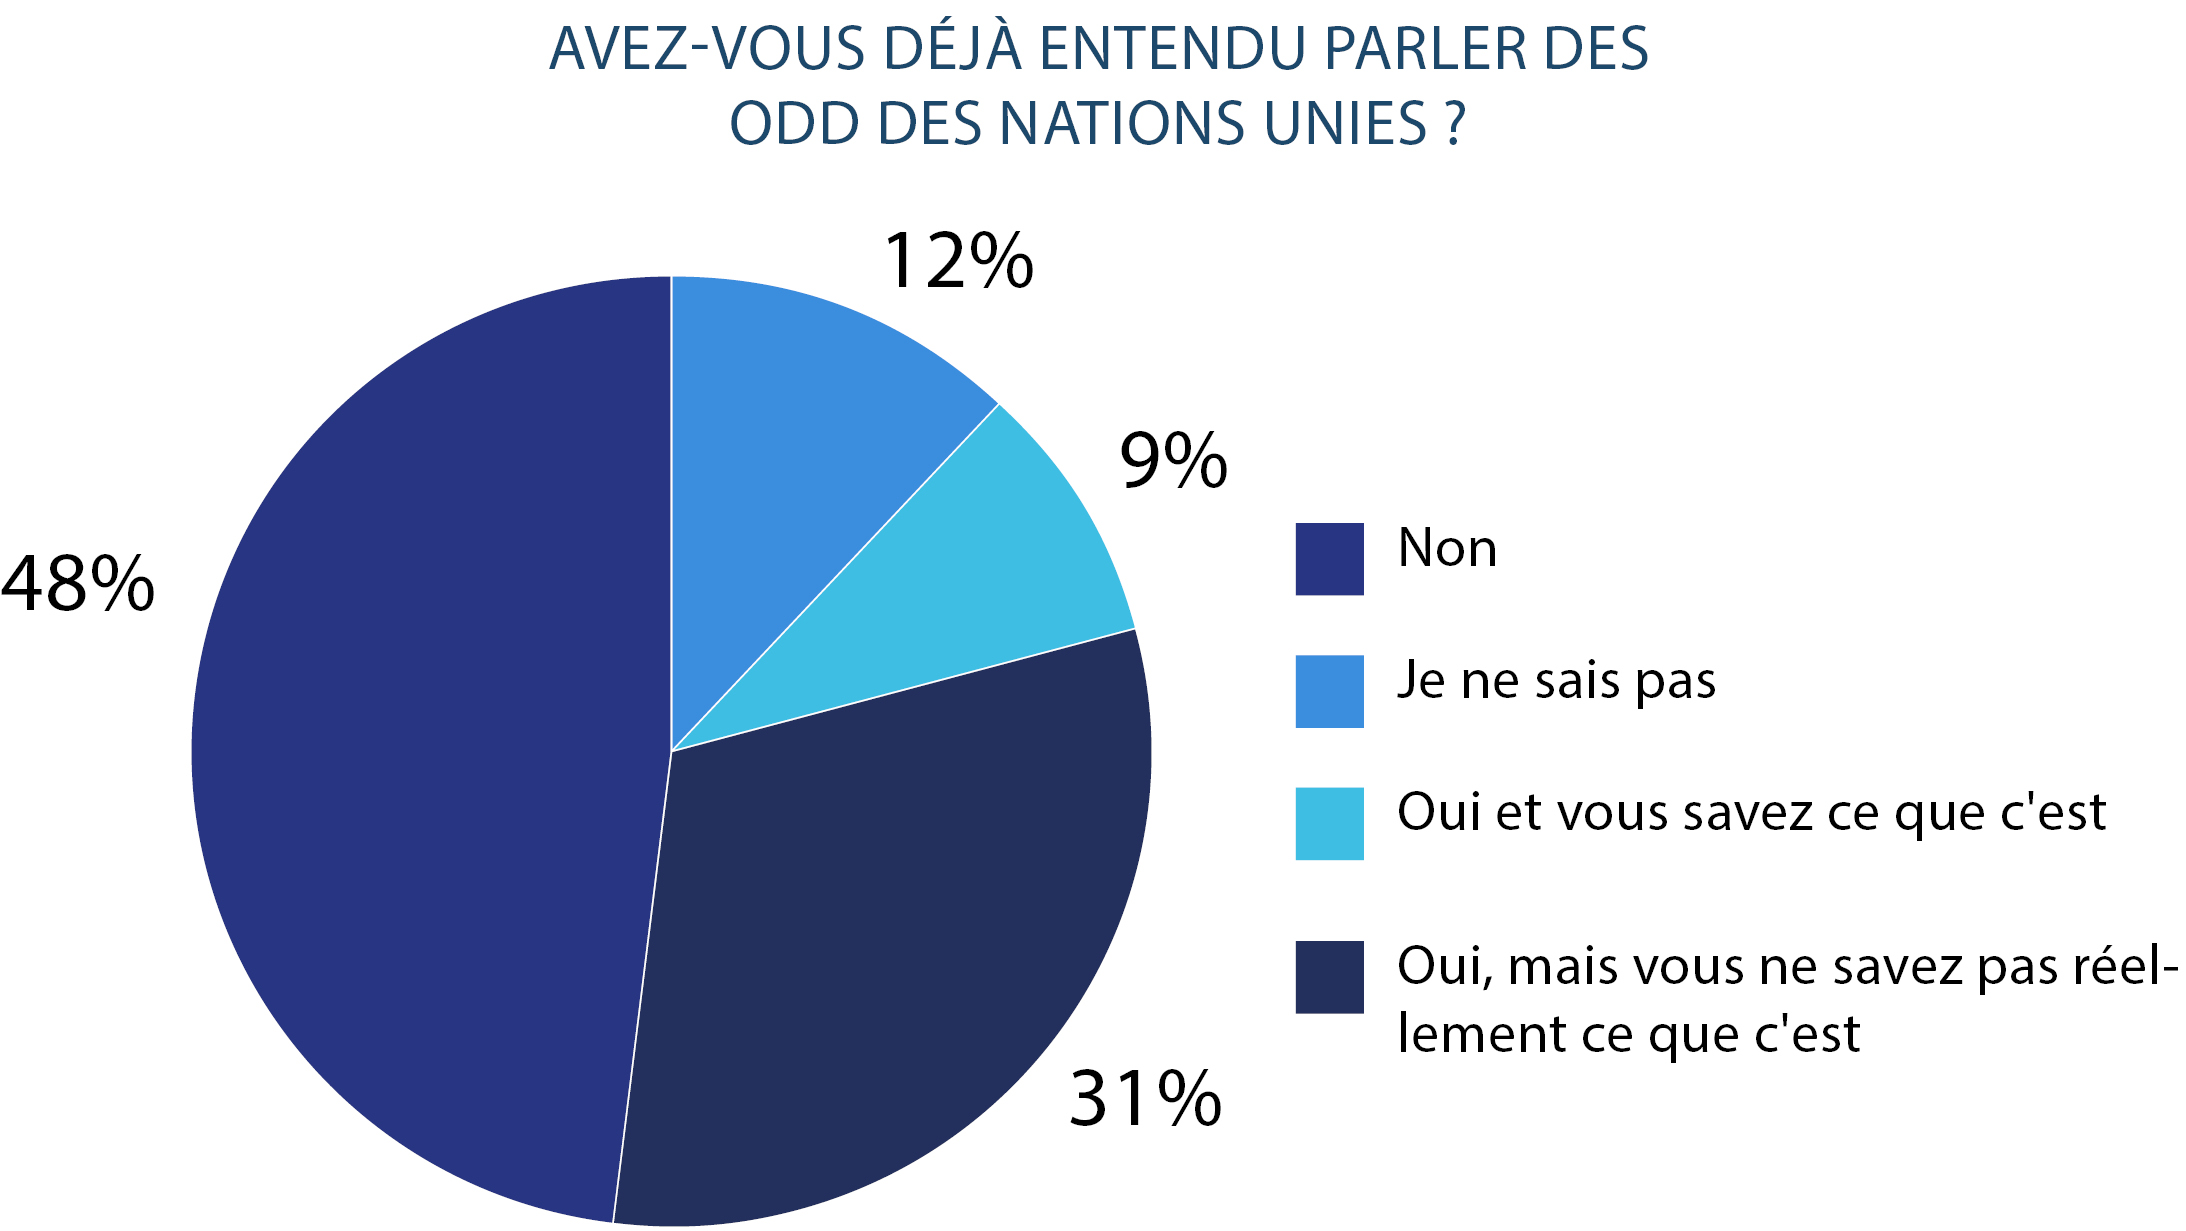 AVEZ-VOUS DÉJÀ ENTENDU PARLER DES
ODD DES NATIONS UNIES ?
12%
9%
48%
31%
Non
Je ne sais pas
Oui et vous savez ce que c'est
Oui, mais vous ne savez pas réel-
lement ce que c'est